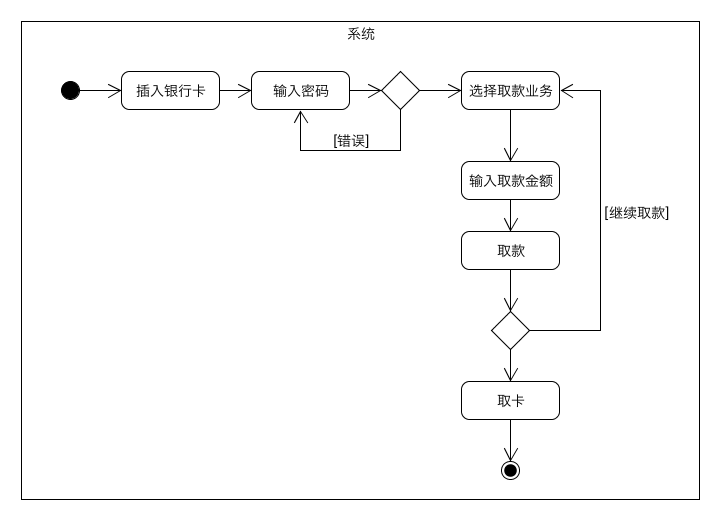 系统
插入银行卡
输入密码
选择取款业务
[错误]
输入取款金额
[继续取款]
取款
取卡